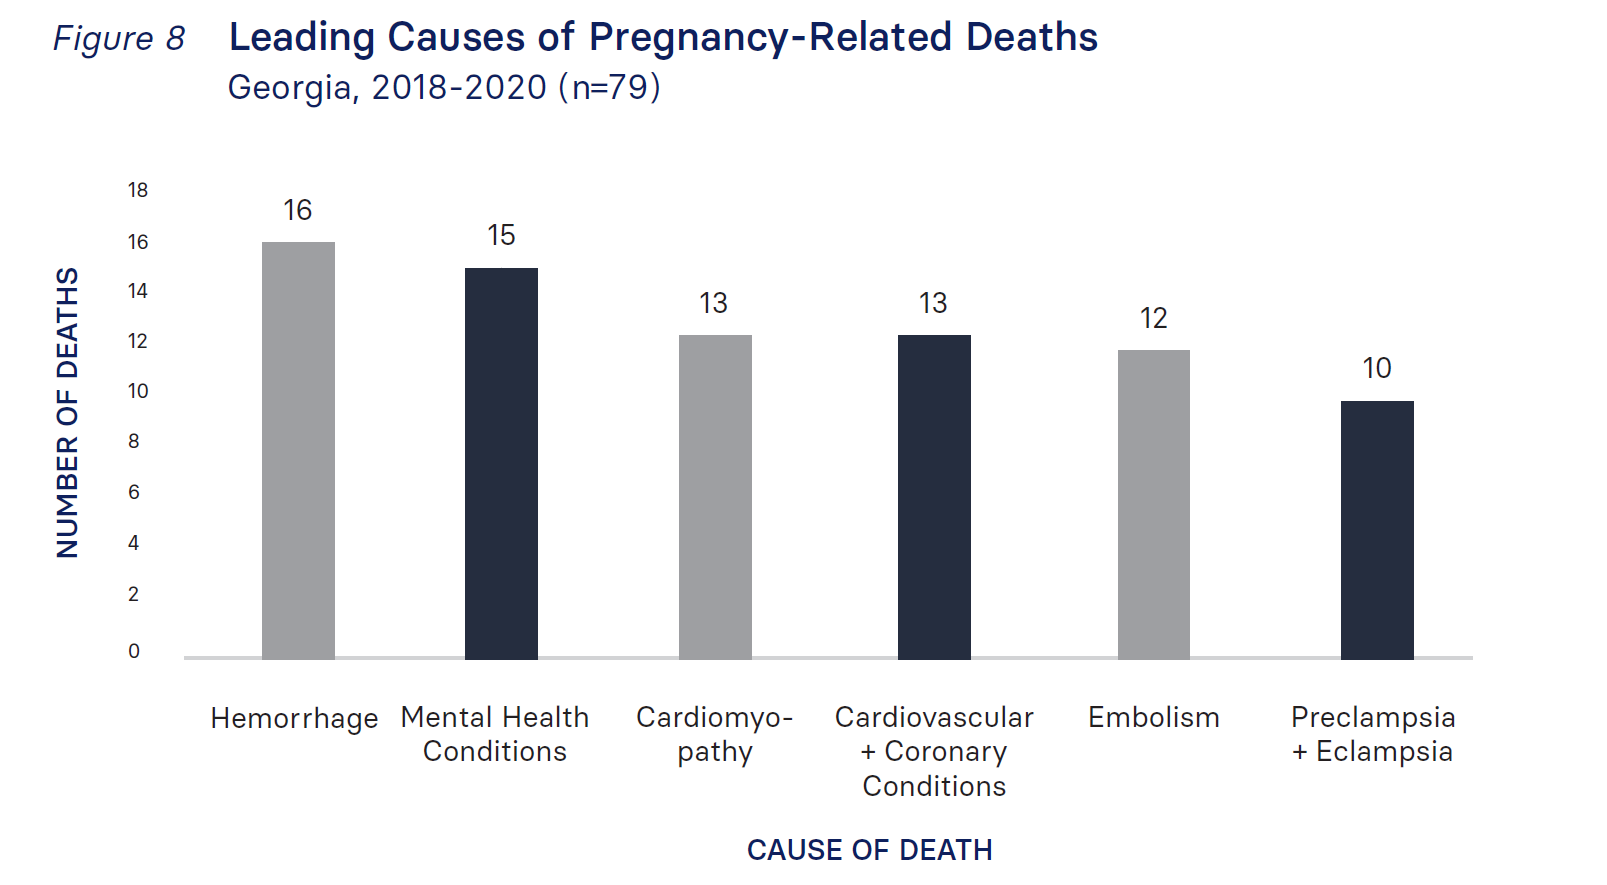 Figure 8 Leading Causes of Pregnancy-Related Deaths
Georgia, 2018-2020 (n=79)
NUMBER OF DEATHS
18
16
14
12
10
8
6
4
2
0
16
15
13
13
12
10
Hemorrhage
Mental Health
Conditions
Cardiomyo-
pathy
Cardiovascular
+ Coronary
Conditions
Embolism
Preclampsia
+ Eclampsia
CAUSE OF DEATH